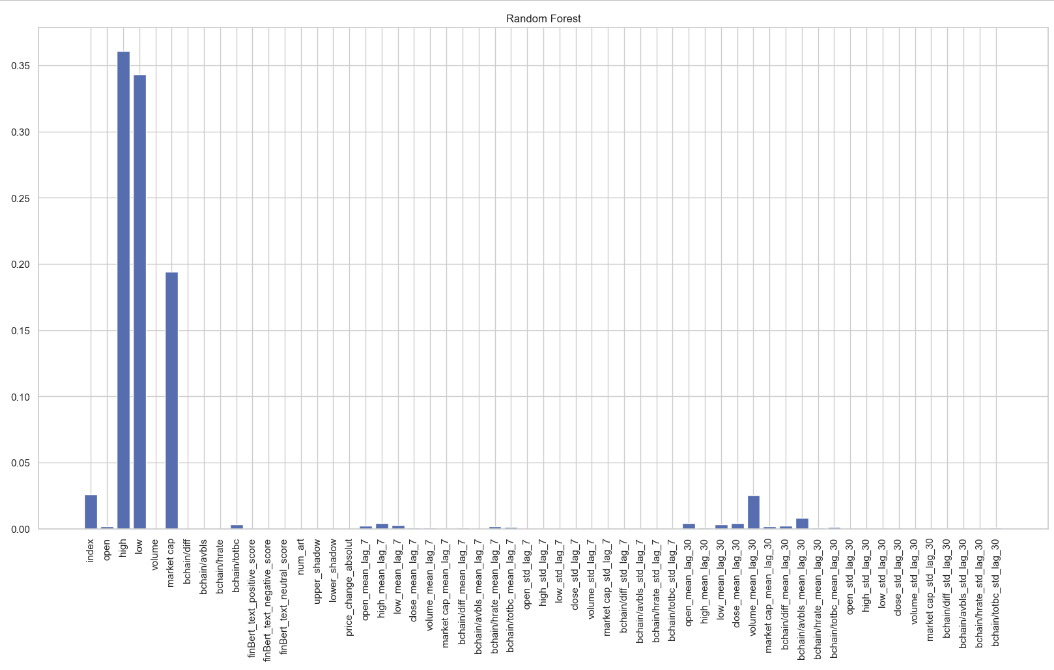 Random Forest
0.35
0.30
0.25
0.20
0.15
0.10
0.05
0.00
index
open
high
low
volume
market cap
bchain/diff
bchain/avbls
bchain/hrate
bchain/totbc
finBert_text_positive_score
finBert_text_negative_score
finBert_text_neutral_score
num_art
upper_shadow
lower_shadow
price_change_absolut
open_mean_lag_7
high_mean_lag_7
low_mean_lag_7
close_mean_lag_7
volume_mean_lag_7
market cap_mean_lag_7
bchain/diff_mean_lag_7
bchain/avbls_mean_lag_7
bchain/hrate_mean_lag_7
bchain/totbc_mean_lag_7
open_std_lag_7
high_std_lag_7
low_std_lag_7
close_std_lag_7
volume_std_lag_7
market cap_std_lag_7
bchain/diff_std_lag_7
bchain/avbls_std_lag_7
bchain/hrate_std_lag_7
bchain/totbc_std_lag_7
open_mean_lag_30
high_mean_lag_30
low_mean_lag_30
close_mean_lag_30
volume_mean_lag_30
market cap_mean_lag_30
bchain/diff_mean_lag_30
bchain/avbls_mean_lag_30
bchain/hrate_mean_lag_30
bchain/totbc_mean_lag_30
open_std_lag_30
high_std_lag_30
low_std_lag_30
close_std_lag_30
volume_std_lag_30
market cap_std_lag_30
bchain/diff_std_lag_30
bchain/avbls_std_lag_30
bchain/hrate_std_lag_30
bchain/totbc_std_lag_30